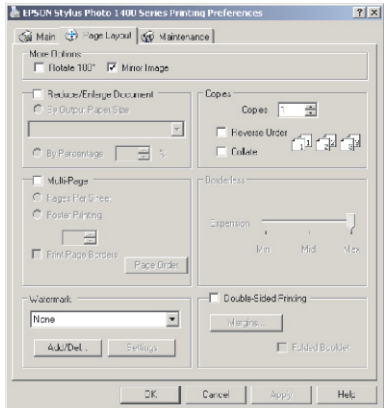 EPSON Stylus Photo 1400 Series Printing Preferences
Main
Page Layout
Maintenance
More Options
Rotate 180°
Mirror Image
Reduce/Enlarge Document
By Output Paper Size
By Percentage
%
Copies
Copies 1
Reverse Order
Collate
Multi-Page
Pages Per Sheet
Poster Printing
Print Page Borders
Page Order
Borderless
Expansion
Min Mid Max
Watermark
None
Add/Del...
Settings
Double-Sided Printing
Margins...
Folded Booklet
OK
Cancel
Apply
Help